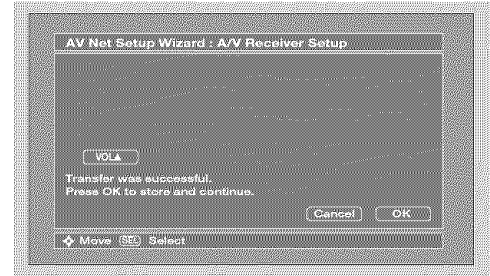 AV Net Setup Wizard : A/V Receiver Setup
VOL▲
Transfer was successful.
Press OK to store and continue.
Cancel OK
Move SEL Select